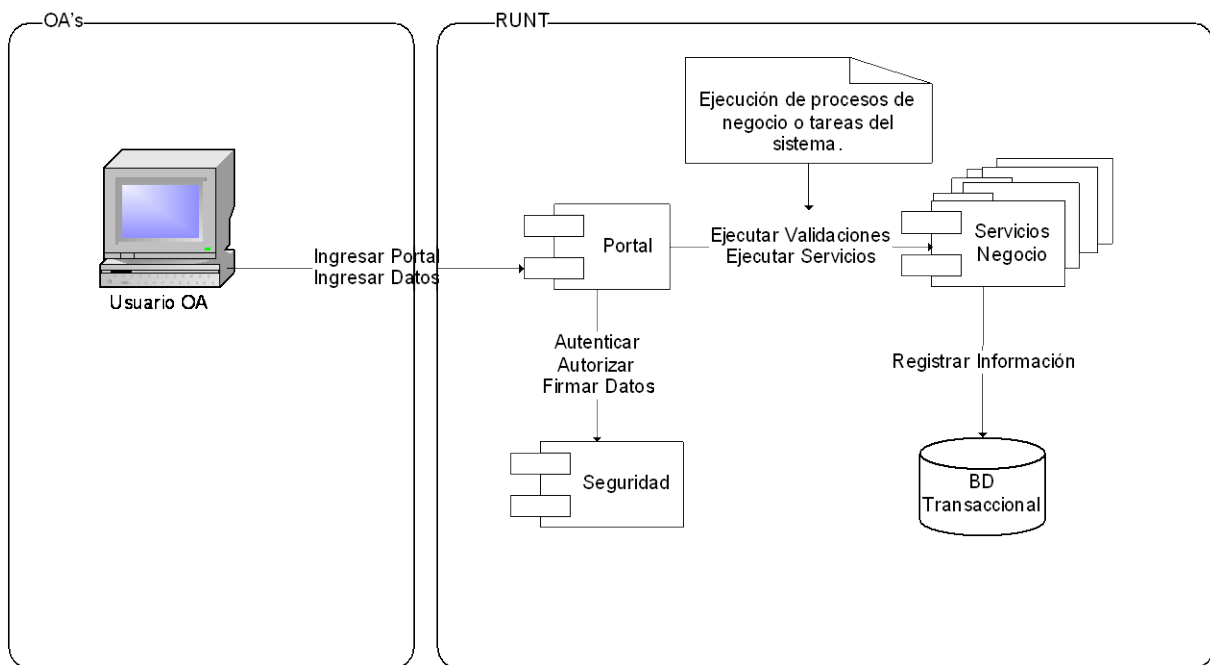 OA's
RUNT
Ejecución de procesos de
negocio o tareas del
sistema.
Portal
Ejecutar Validaciones
Ejecutar Servicios
Servicios
Negocio
Ingresar Portal
Ingresar Datos
Usuario OA
Autenticar
Autorizar
Firmar Datos
Registrar Información
Seguridad
BD
Transaccional